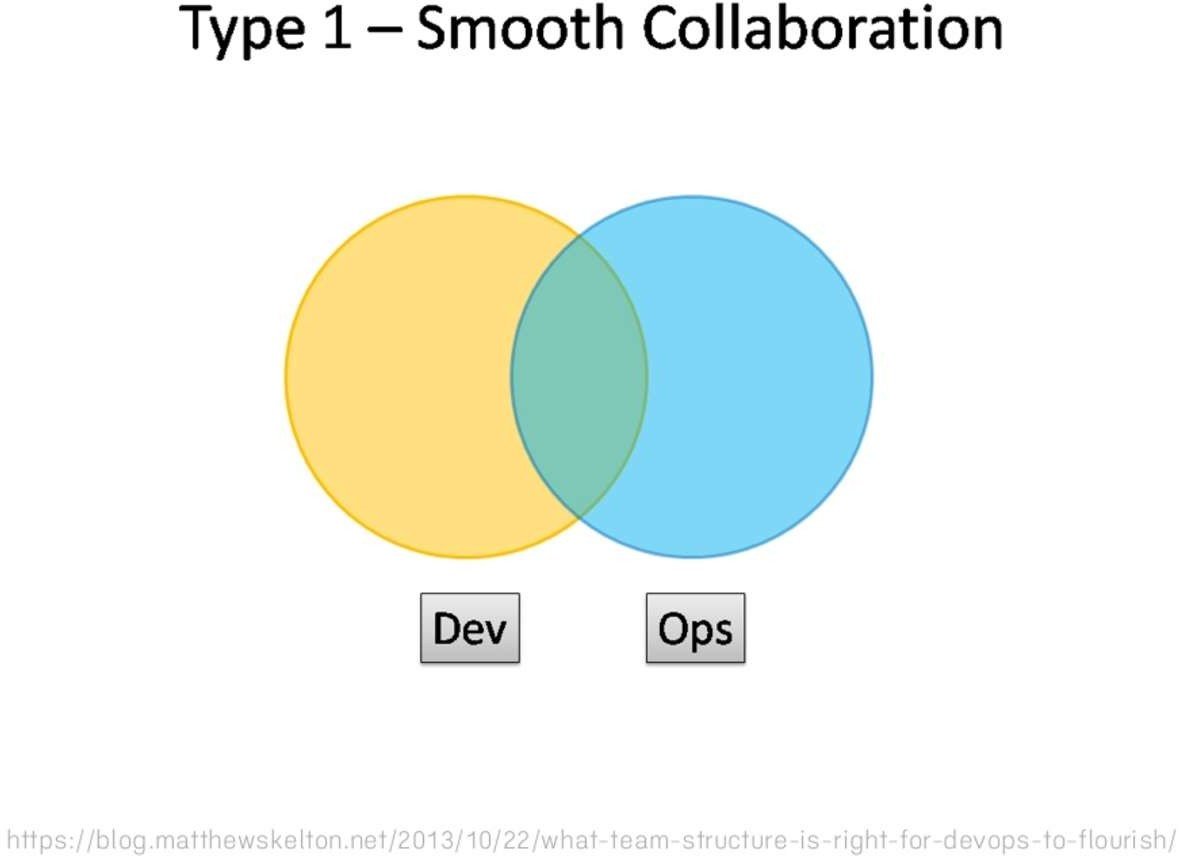 Type 1 – Smooth Collaboration
Dev
Ops
https://blog.matthewskelton.net/2013/10/22/what-team-structure-is-right-for-devops-to-flourish/